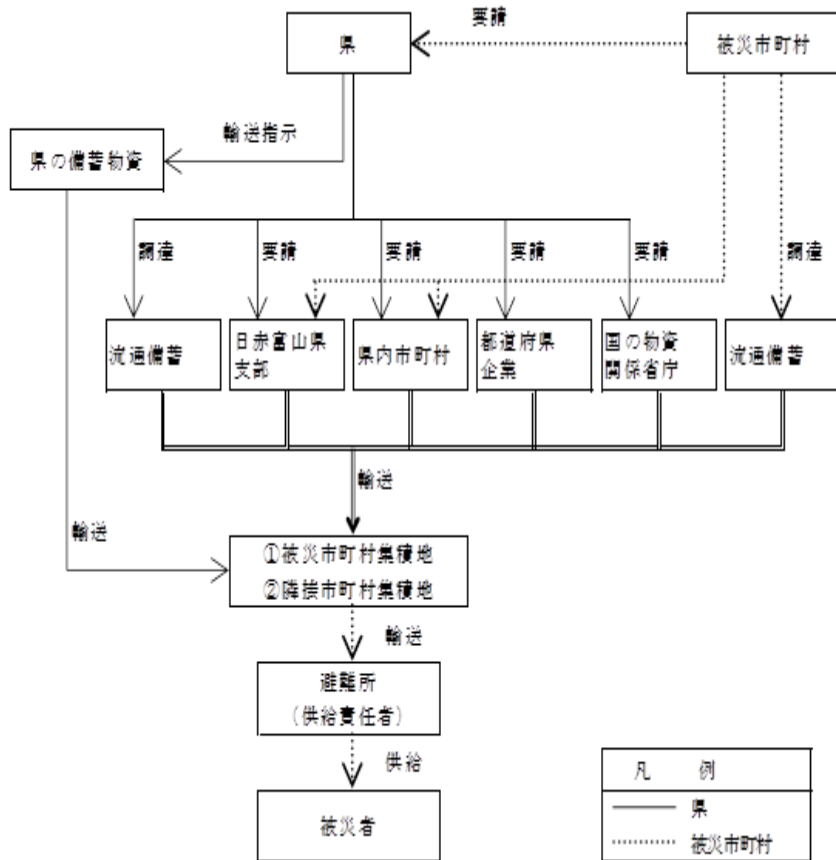 要請
県
被災市町村
輸送指示
県の備蓄物資
調達
要請
要請
要請
要請
調達
流通備蓄
日赤富山県
支部
県内市町村
都道府県
企業
国の物資
関係省庁
流通備蓄
輸送
輸送
①被災市町村集積地
②隣接市町村集積地
輸送
避難所
(供給責任者)
供給
被災者
凡 例
県
被災市町村